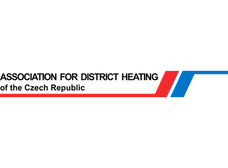 ASSOCIATION FOR DISTRICT HEATING
of the Czech Republic